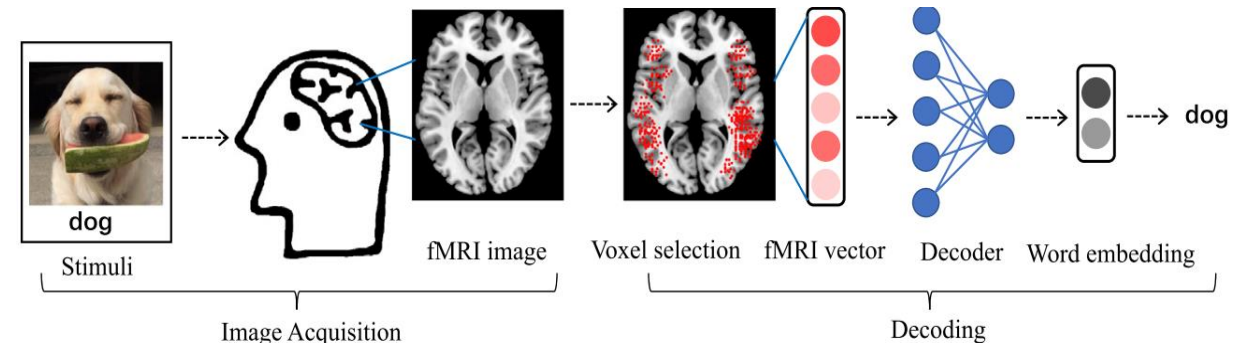 dog
Stimuli
fMRI image
Image Acquisition
Voxel selection
fMRI vector
Decoder
Word embedding
dog
Decoding